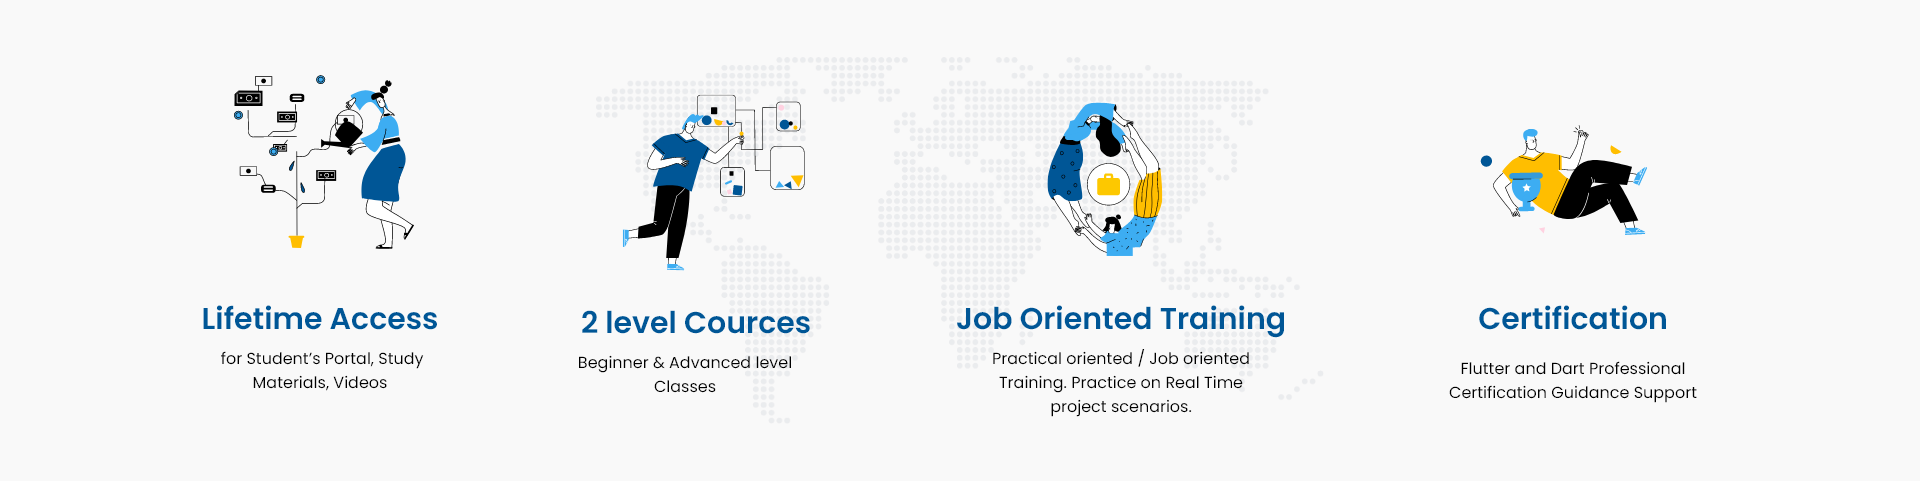 Lifetime Access
for Student's Portal, Study
Materials, Videos
2 level Cources
Beginner & Advanced level
Classes
Job Oriented Training
Practical oriented / Job oriented
Training. Practice on Real Time
project scenarios.
Certification
Flutter and Dart Professional
Certification Guidance Support